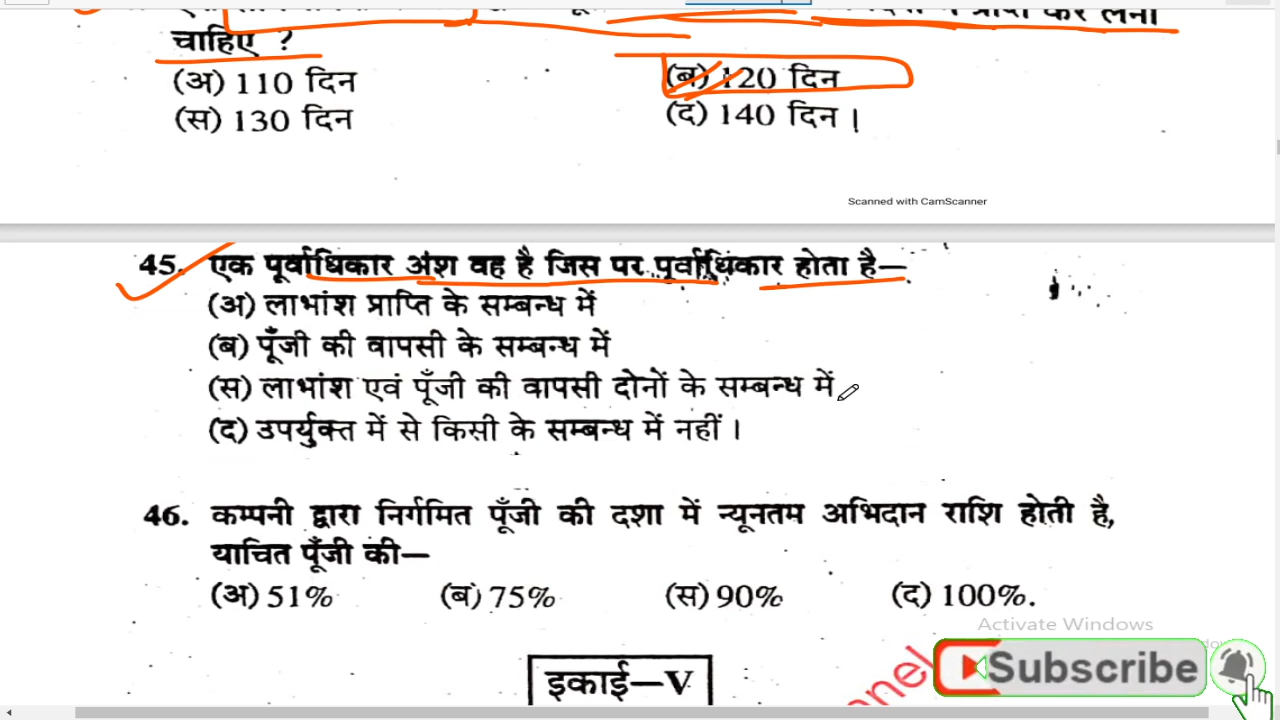 चाहिए ?
(अ) 110 दिन (ब) 120 दिन
(स) 130 दिन (द) 140 दिन ।
Scanned with CamScanner
45. एक पूर्वाधिकार अंश वह है जिस पर पूर्वाधिकार होता है—
(अ) लाभांश प्राप्ति के सम्बन्ध में
(ब) पूँजी की वापसी के सम्बन्ध में
(स) लाभांश एवं पूँजी की वापसी दोनों के सम्बन्ध में
(द) उपर्युक्त में से किसी के सम्बन्ध में नहीं ।
46. कम्पनी द्वारा निर्गमित पूँजी की दशा में न्यूनतम अभिदान राशि होती है,
याचित पूँजी की—
(अ) 51% (ब) 75% (स) 90% (द) 100%.
Activate Windows
Subscribe
इकाई—V